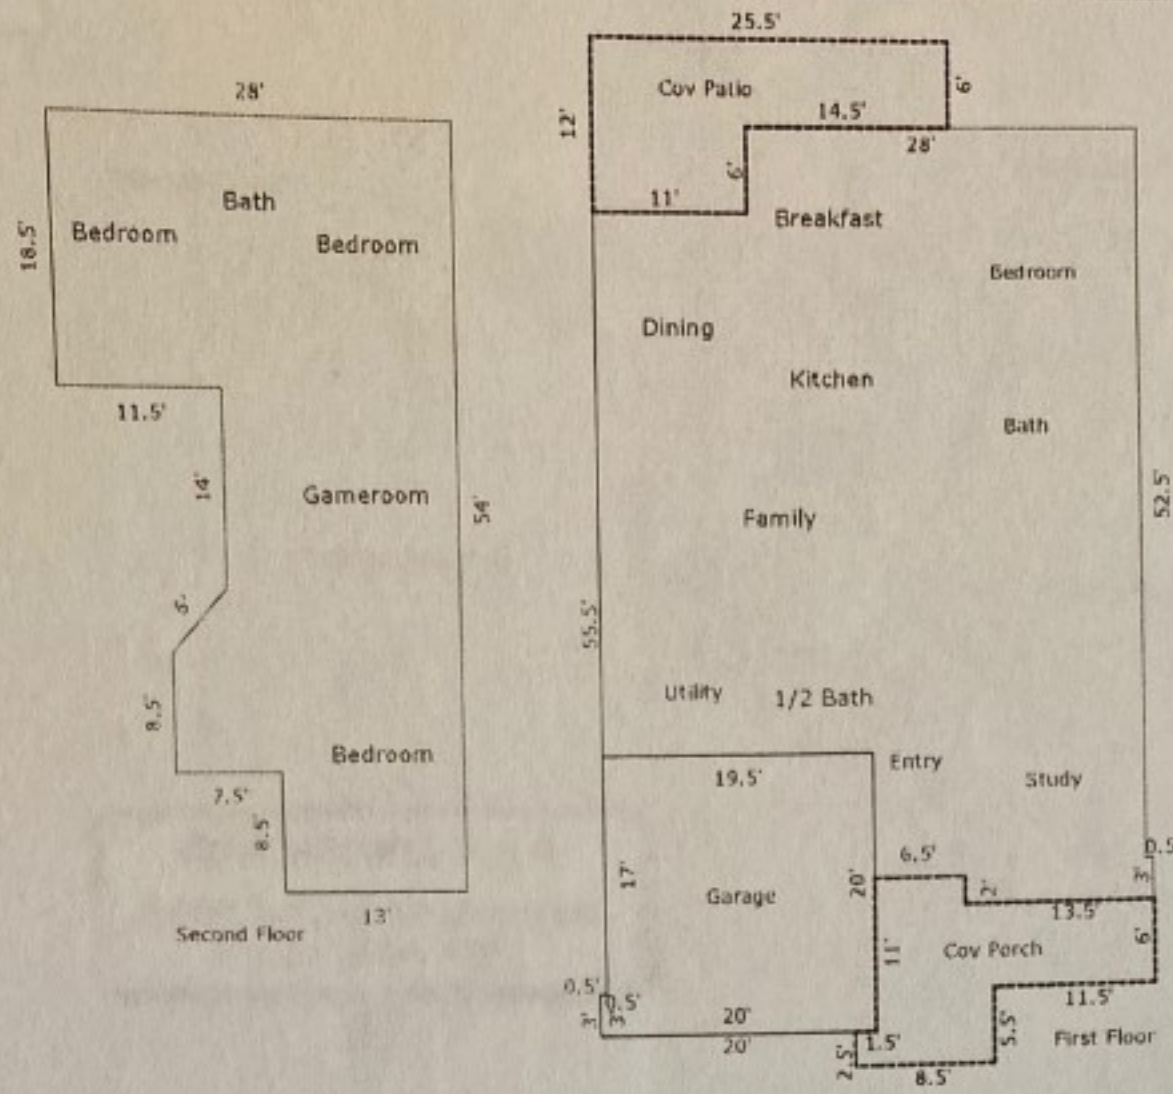 28'
18.5'
Bath
Bedroom
Bedroom
11.5'
14'
Gameroom
54'
8.5'
Bedroom
7.5'
8.5'
13'
Second Floor
25.5'
Cov Patio
6'
12'
14.5'
28'
6'
11'
Breakfast
Bedroom
Dining
Kitchen
Bath
52.5'
Family
55.5'
Utility
1/2 Bath
Entry
19.5'
Study
0.5'
6.5'
3'
17'
20'
2'
Garage
13.5'
11'
Cov Porch
6'
0.5'
0.5'
11.5'
3'
3'
20'
20'
1.5'
5.5'
First Floor
2.5'
8.5'